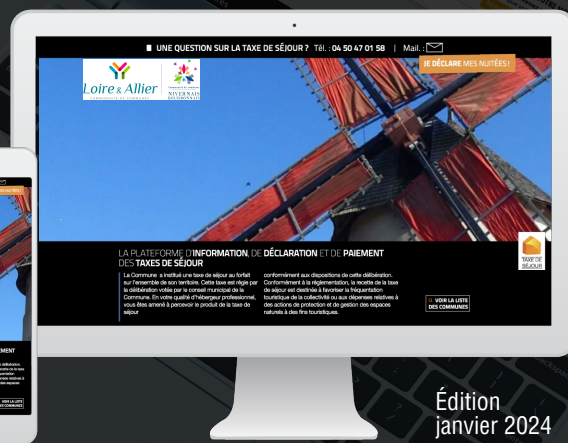 UNE QUESTION SUR LA TAXE DE SÉJOUR ? Tél. : 04 50 47 01 58 | Mail. :
JE DÉCLARE MES NUITÉES !
Loire & Allier
COMMUNAUTÉ DE COMMUNES
NIVERNAIS
BOURBONNAIS
LA PLATEFORME D'INFORMATION, DE DÉCLARATION ET DE PAIEMENT
DES TAXES DE SÉJOUR
La Commune a institué une taxe de séjour au forfait
sur l'ensemble de son territoire. Cette taxe est régie par
la délibération votée par le conseil municipal de la
Commune. En votre qualité d'hébergeur professionnel,
vous êtes amené à percevoir le produit de la taxe de
séjour
conformément aux dispositions de cette délibération.
Conformément à la réglementation, la recette de la taxe
de séjour est destinée à favoriser la fréquentation
touristique de la collectivité ou aux dépenses relatives à
des actions de protection et de gestion des espaces
naturels à des fins touristiques.
TAXE DE
SÉJOUR
VOIR LA LISTE
DES COMMUNES
Édition
janvier 2024